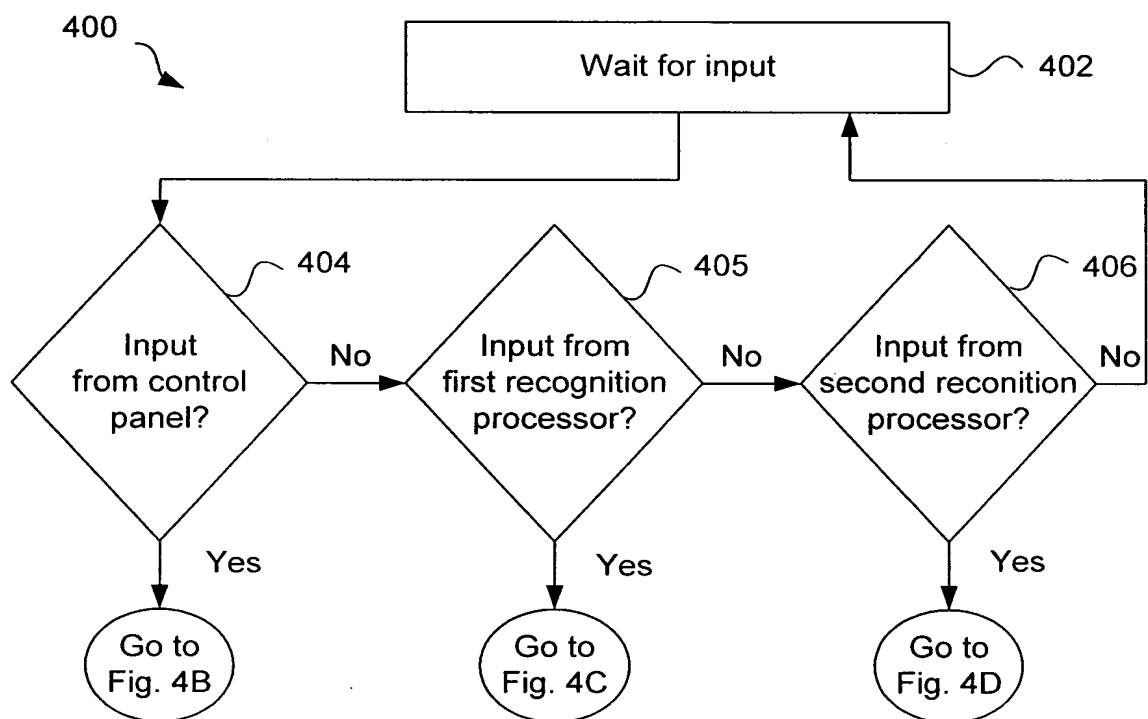 400
Wait for input
402
404
405
406
Input
from control
panel?
No
Input from
first recognition
processor?
No
Input from
second reconition
processor?
No
Yes
Yes
Yes
Go to
Fig. 4B
Go to
Fig. 4C
Go to
Fig. 4D